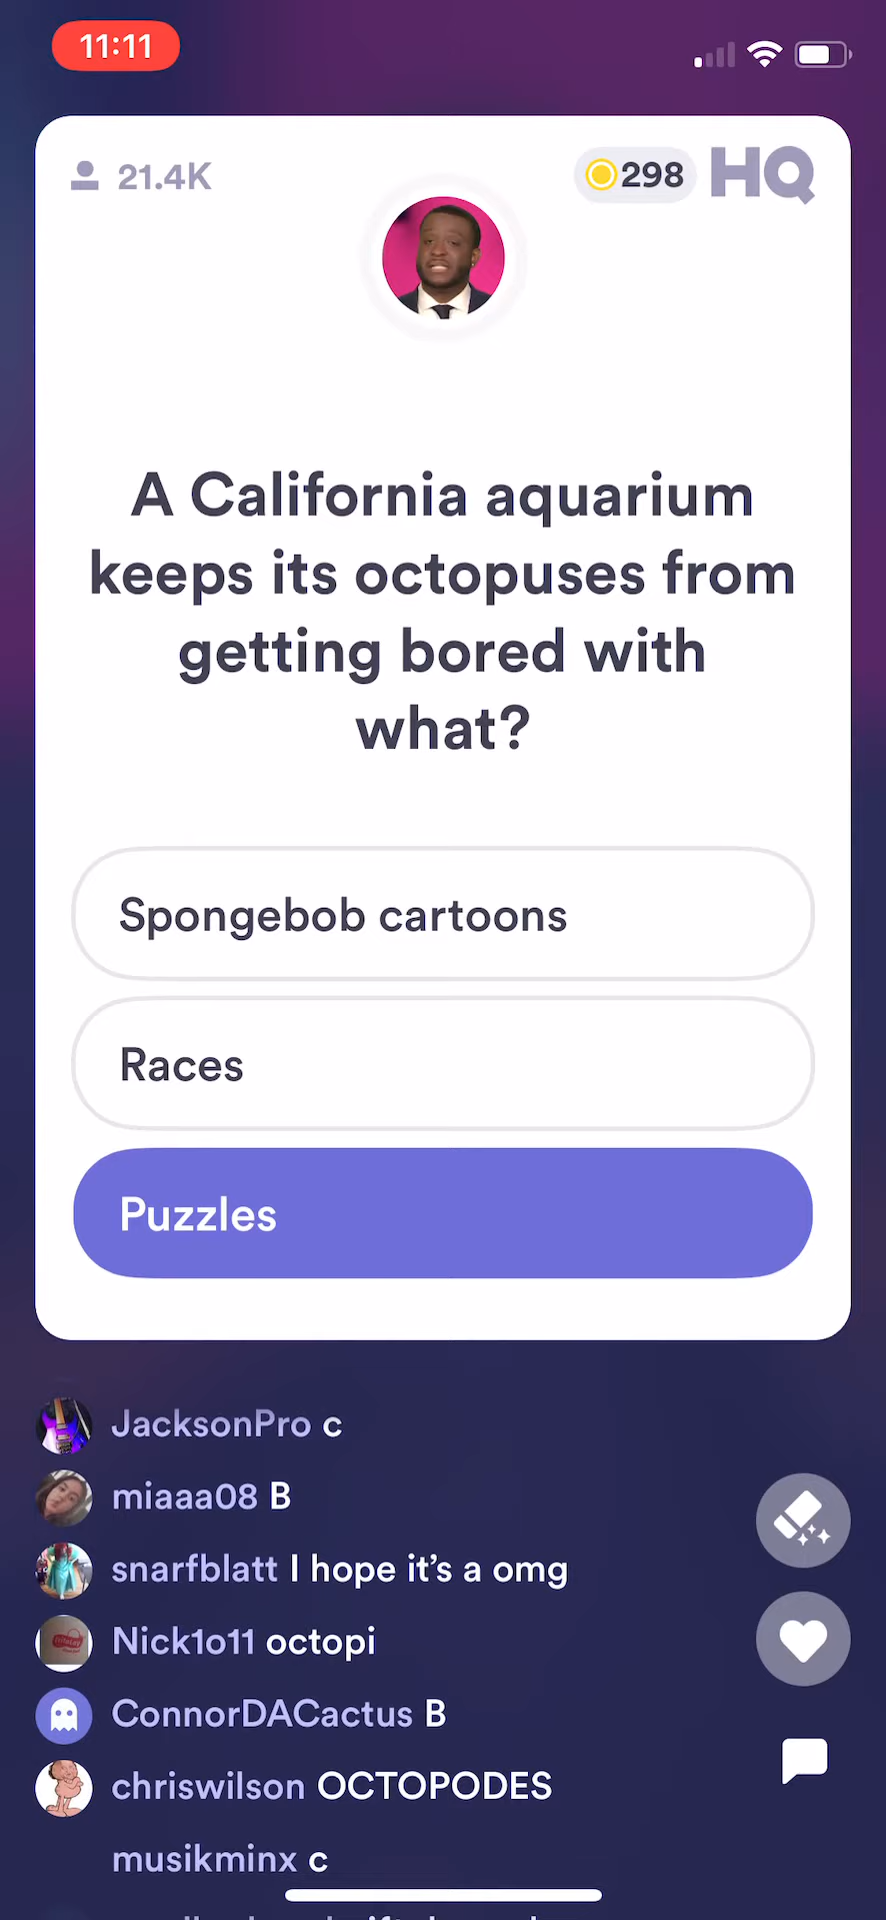 11:11
21.4K
298
HQ
A California aquarium
keeps its octopuses from
getting bored with
what?
Spongebob cartoons
Races
Puzzles
JacksonPro c
miaaa08 B
snarfblatt I hope it's a omg
Nick1o11 octopi
ConnorDACactus B
chriswilson OCTOPODES
musikminx c